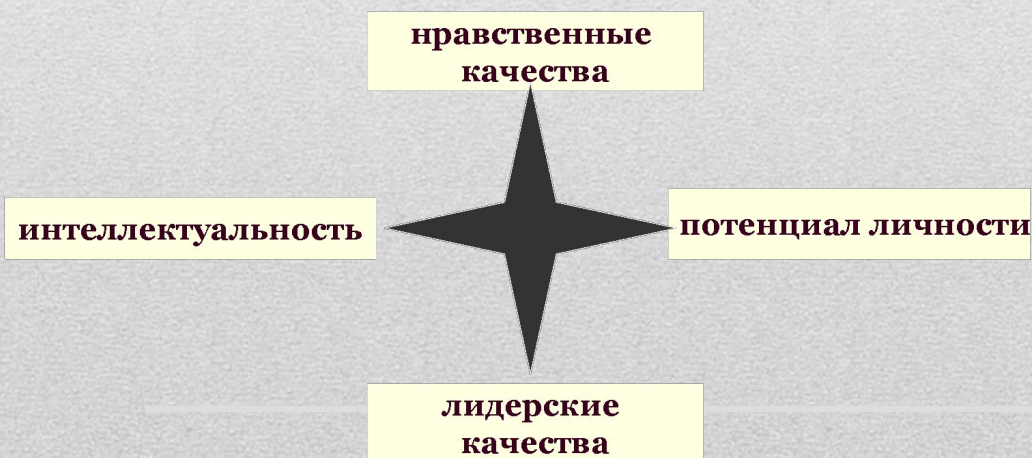 нравственные
качества
интеллектуальность
потенциал личности
лидерские
качества